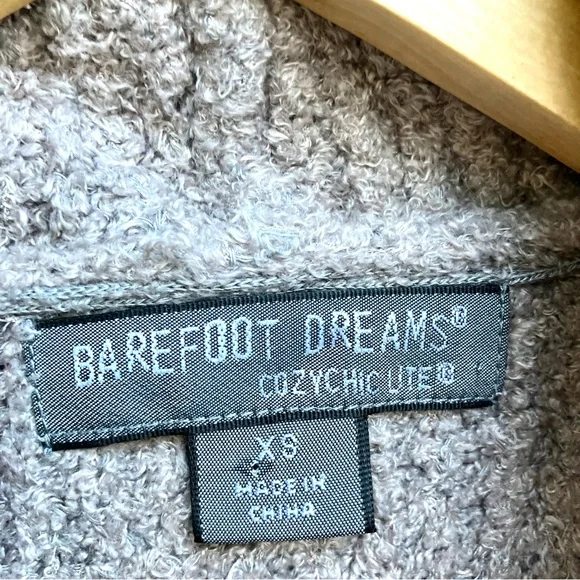 BAREFOOT DREAMS®
COZYCHIC LITE®
XS
MADE IN
CHINA